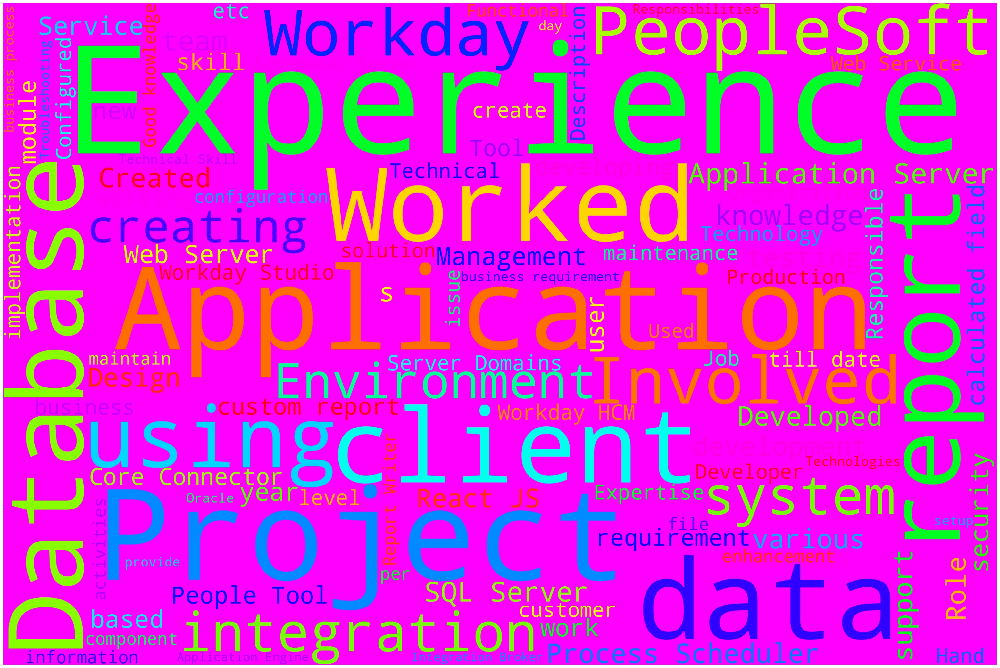 Experience
Workday
PeopleSoft
Worked
Application
Database
report
Project
client
data
using
Involved
Environment
creating
integration
system
Service
etc
team
skill
Functional
day
Responsibilities
Description
Web Service
business process
Troubleshooting
Configured
Good knowledge
module
new
create
Tool
Technical Skill
Created
Technical
developing
Application Server
working
configuration
Organization
knowledge
Technology
Responsible
calculated field
implementation
Web Server
solution
Management
maintenance
testing
Workday Studio
business requirement
Production
s
issue
user
Used
maintain
Design
Server Domains
Job
till date
business
custom report
Workday HCM
Developed
development
Technologies
Core Connector
year
Oracle
level
Report Writer
React JS
Developer
Expertise
security
setup
activities
provide
per
file
requirement
various
enhancement
support
Role
People Tool
SQL Server
customer
based
component
work
information
Application Engine
Integration Broker
Process Scheduler
Hand